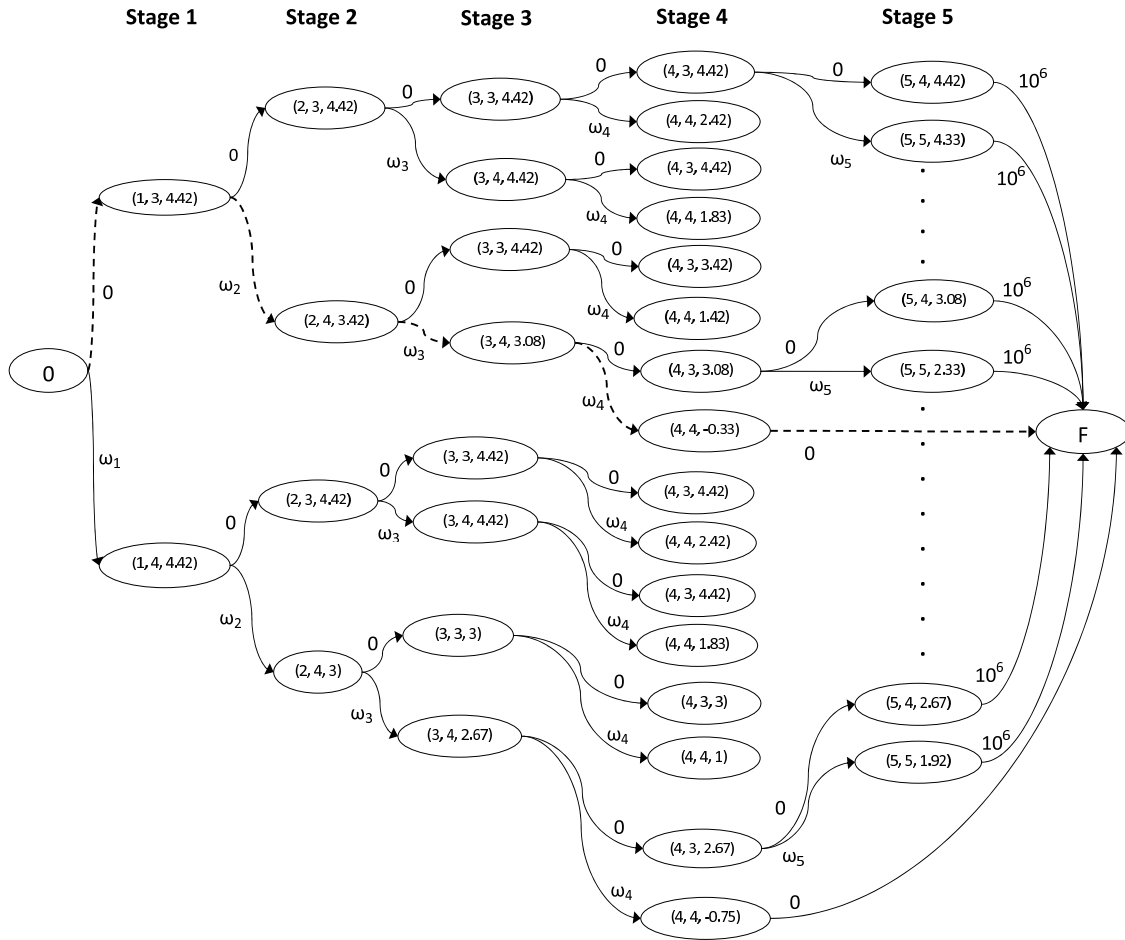 Stage 1
Stage 2
Stage 3
Stage 4
Stage 5
0
0
ω1
(1, 3, 4.42)
(1, 4, 4.42)
0
ω2
0
ω2
(2, 3, 4.42)
(2, 4, 3.42)
(2, 3, 4.42)
(2, 4, 3)
0
ω3
0
ω3
0
ω3
0
ω3
(3, 3, 4.42)
(3, 4, 4.42)
(3, 3, 4.42)
(3, 4, 3.08)
(3, 3, 4.42)
(3, 4, 4.42)
(3, 3, 3)
(3, 4, 2.67)
0
ω4
0
ω4
0
ω4
0
ω4
0
ω4
0
ω4
0
ω4
0
ω4
(4, 3, 4.42)
(4, 4, 2.42)
(4, 3, 4.42)
(4, 4, 1.83)
(4, 3, 3.42)
(4, 4, 1.42)
(4, 3, 3.08)
(4, 4, -0.33)
(4, 3, 4.42)
(4, 4, 2.42)
(4, 3, 4.42)
(4, 4, 1.83)
(4, 3, 3)
(4, 4, 1)
(4, 3, 2.67)
(4, 4, -0.75)
0
ω5
0
ω5
0
0
ω5
0
(5, 4, 4.42)
(5, 5, 4.33)
(5, 4, 3.08)
(5, 5, 2.33)
(5, 4, 2.67)
(5, 5, 1.92)
10^6
10^6
10^6
10^6
10^6
10^6
F